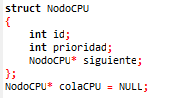 struct NodoCPU
{
    int id;
    int prioridad;
    NodoCPU* siguiente;
};
NodoCPU* colaCPU = NULL;